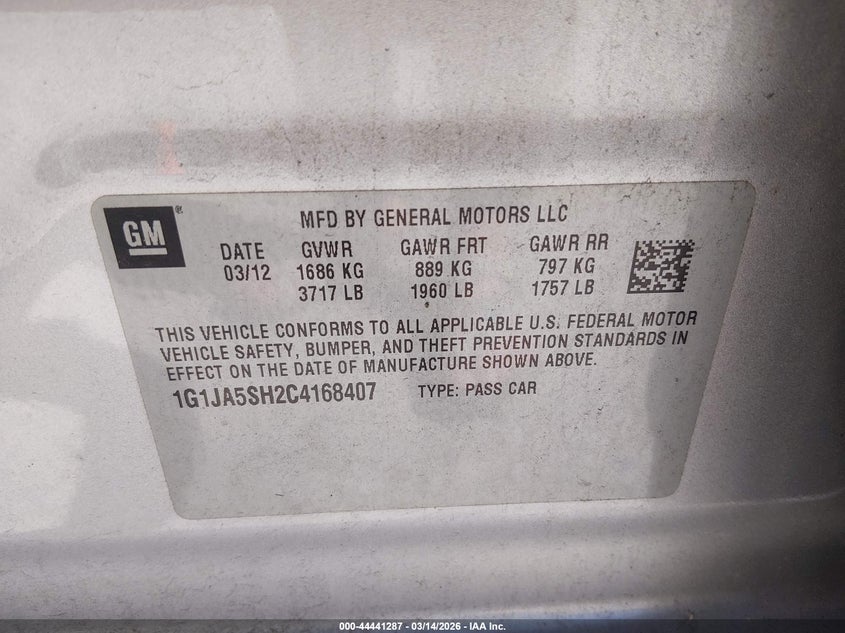 GM
MFD BY GENERAL MOTORS LLC
DATE GVWR GAWR FRT GAWR RR
03/12 1686 KG 889 KG 797 KG
3717 LB 1960 LB 1757 LB
THIS VEHICLE CONFORMS TO ALL APPLICABLE U.S. FEDERAL MOTOR
VEHICLE SAFETY, BUMPER, AND THEFT PREVENTION STANDARDS IN
EFFECT ON THE DATE OF MANUFACTURE SHOWN ABOVE.
1G1JA5SH2C4168407 TYPE: PASS CAR
000-44441287 - 03/14/2026 - IAA Inc.